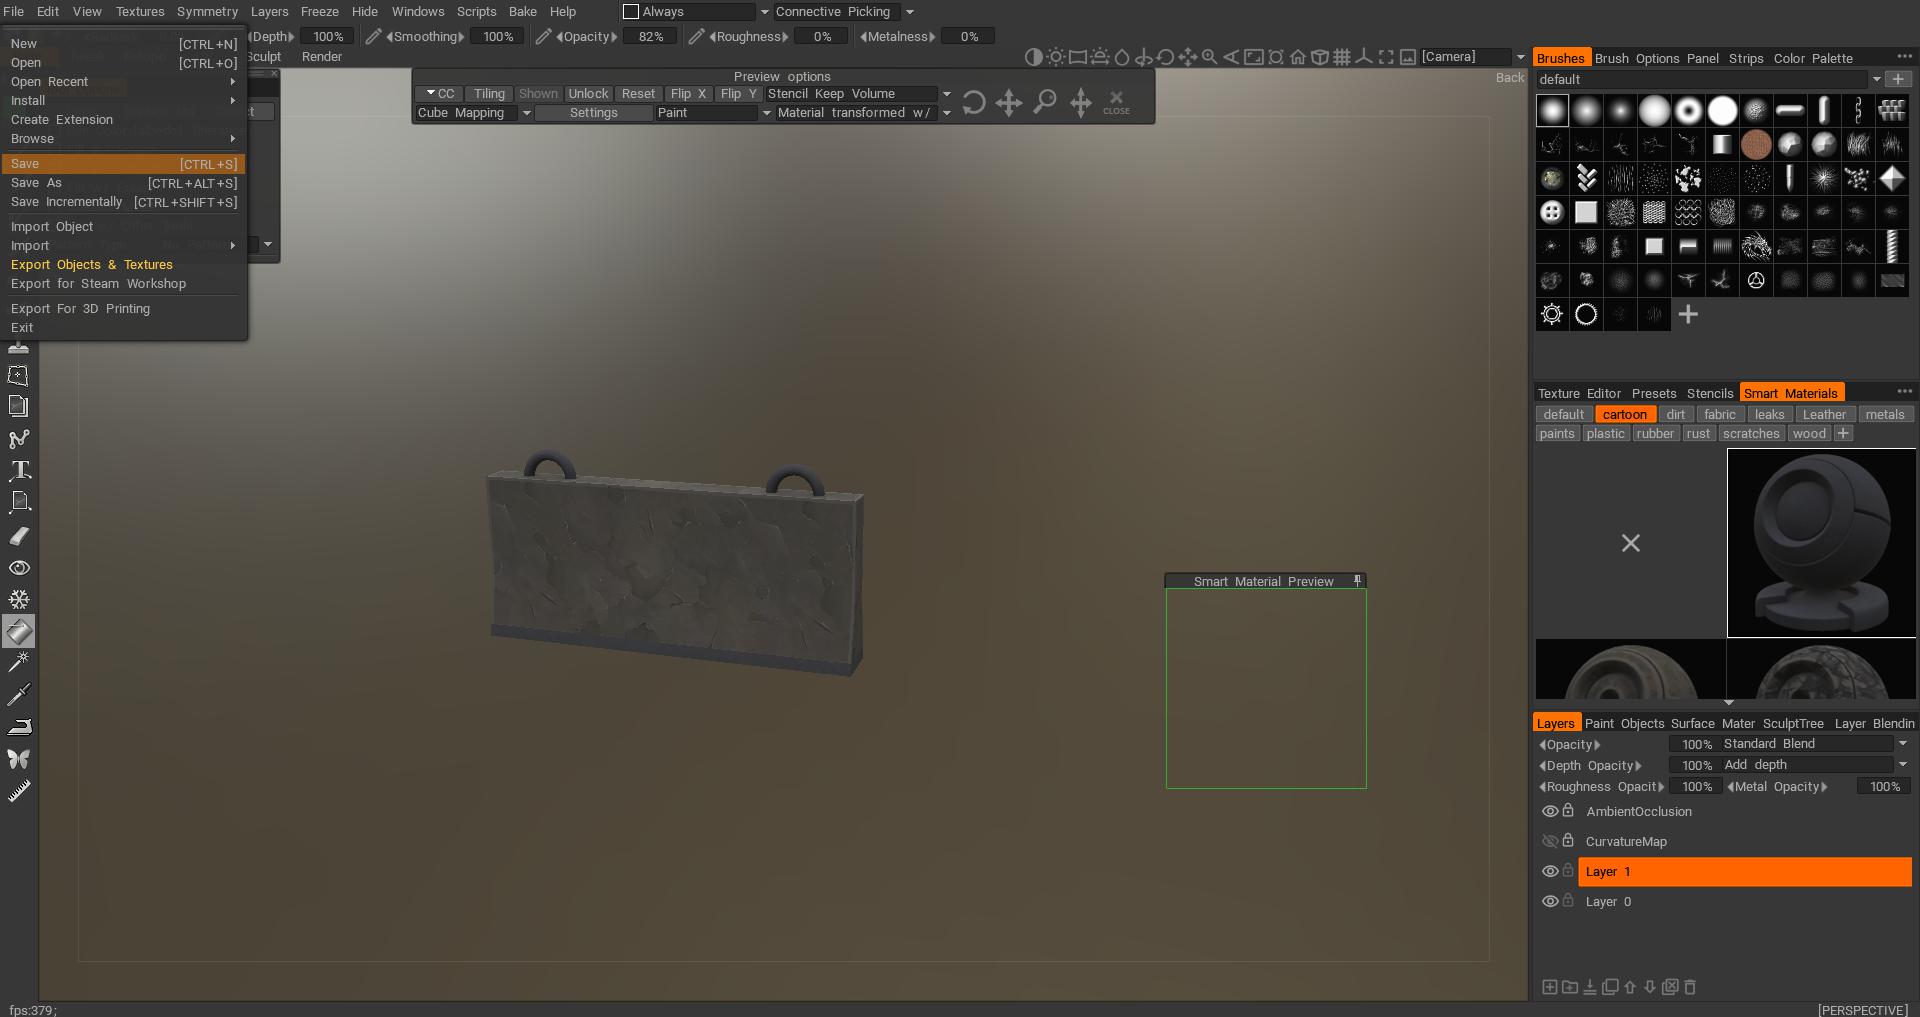 File Edit View Textures Symmetry Layers Freeze Hide Windows Scripts Bake Help Always Connective Picking
Depth 100% Smoothing 100% Opacity 82% Roughness 0% Metalness 0%
Render [Camera]
New [CTRL+N]
Open [CTRL+O]
Open Recent
Install
Create Extension
Browse
Save [CTRL+S]
Save As [CTRL+ALT+S]
Save Incrementally [CTRL+SHIFT+S]
Import Object
Import
Export Objects & Textures
Export for Steam Workshop
Export For 3D Printing
Exit
Preview options
CC Tiling Shown Unlock Reset Flip X Flip Y Stencil Keep Volume
Cube Mapping Settings Paint Material transformed w/
CLOSE
Back
Smart Material Preview
Brushes Brush Options Panel Strips Color Palette
default
Texture Editor Presets Stencils Smart Materials
default cartoon dirt fabric leaks Leather metals
paints plastic rubber rust scratches wood
Layers Paint Objects Surface Mater SculptTree Layer Blendin
Opacity 100% Standard Blend
Depth Opacity 100% Add depth
Roughness Opacit 100% Metal Opacity 100%
AmbientOcclusion
CurvatureMap
Layer 1
Layer 0
fps:379; [PERSPECTIVE]